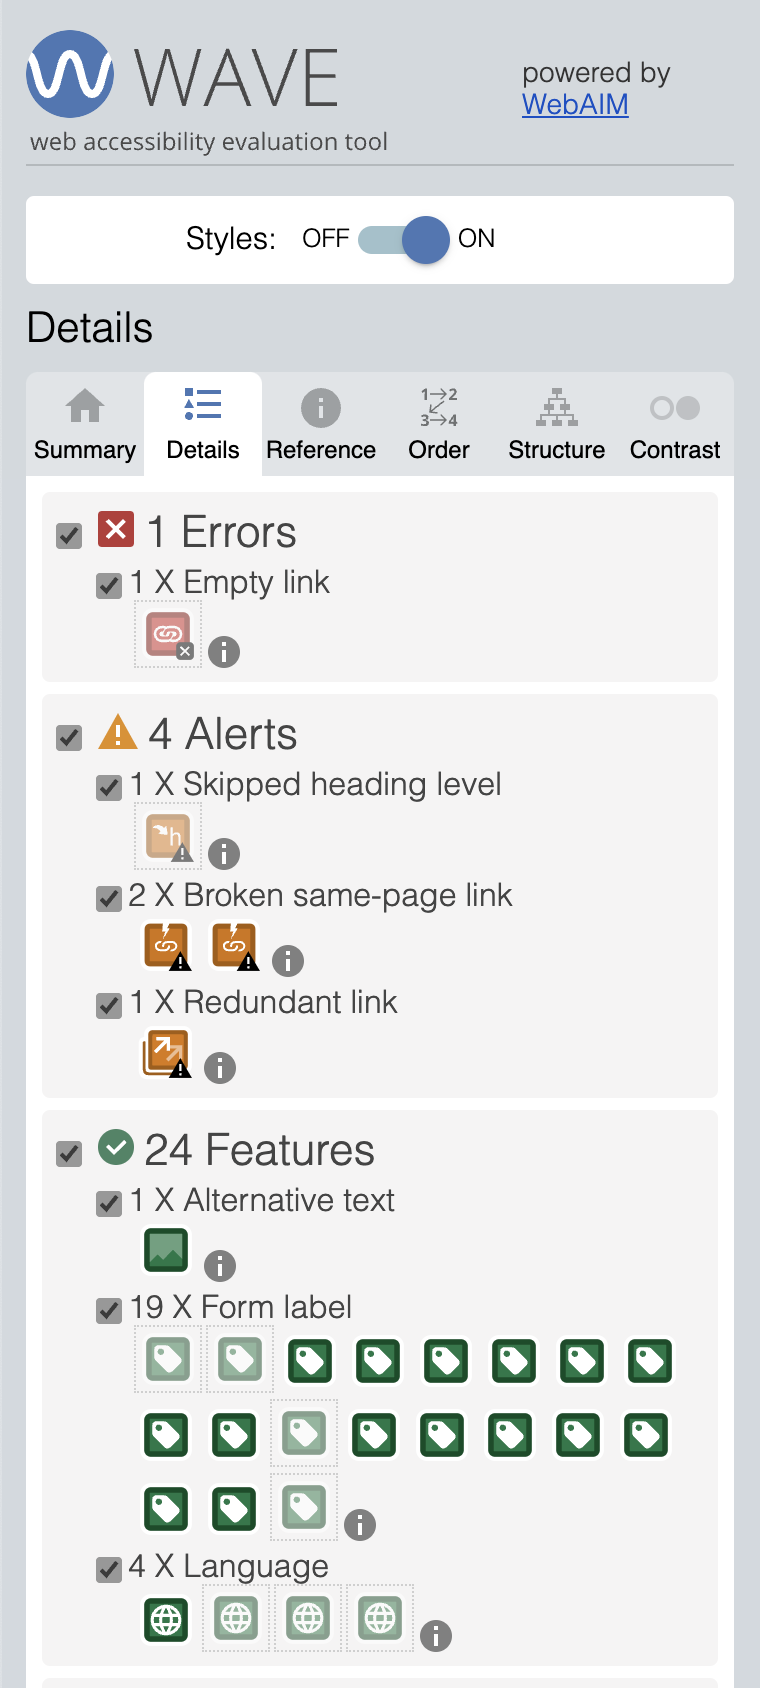 WAVE
powered by
WebAIM
web accessibility evaluation tool
Styles: OFF ON
Details
1 2
3 4
Summary Details Reference Order Structure Contrast
1 Errors
1 X Empty link
4 Alerts
1 X Skipped heading level
h
2 X Broken same-page link
1 X Redundant link
24 Features
1 X Alternative text
19 X Form label
4 X Language